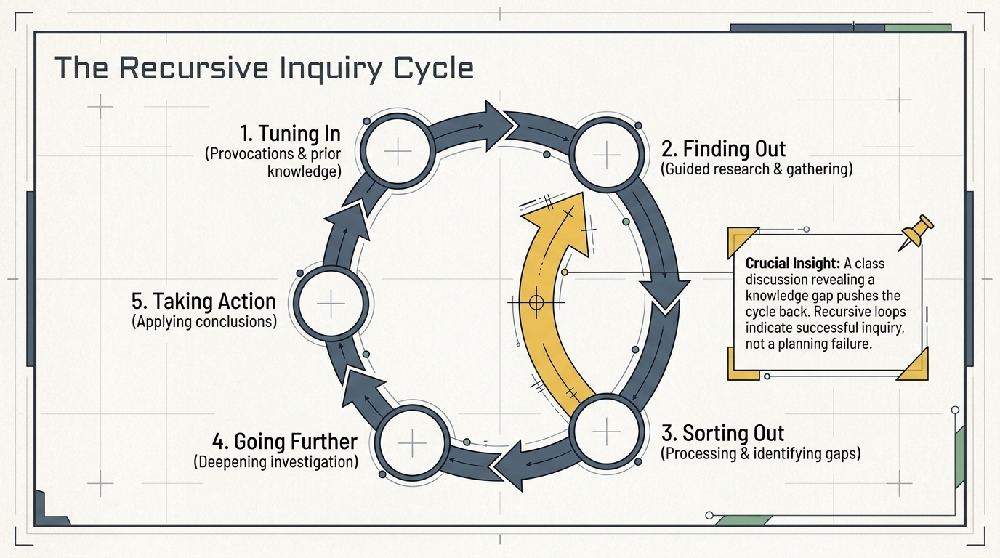 The Recursive Inquiry Cycle
1. Tuning In
(Provocations & prior
knowledge)
2. Finding Out
(Guided research & gathering)
Crucial Insight: A class
discussion revealing a
knowledge gap pushes the
cycle back. Recursive loops
indicate successful inquiry,
not a planning failure.
3. Sorting Out
(Processing & identifying gaps)
4. Going Further
(Deepening investigation)
5. Taking Action
(Applying conclusions)